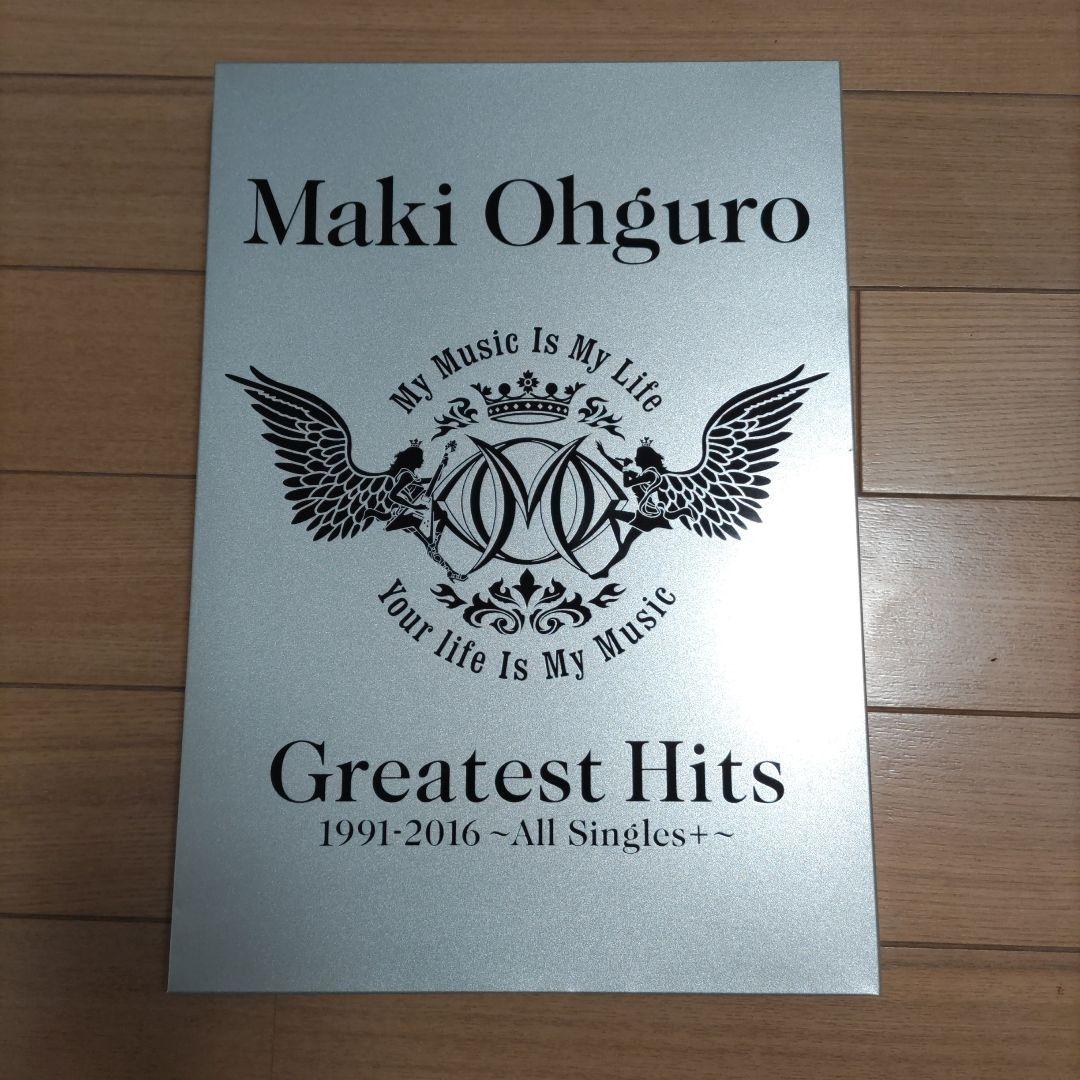 Maki Ohguro
My Music Is My Life
Your life Is My Music
Greatest Hits
1991-2016 ~All Singles+~